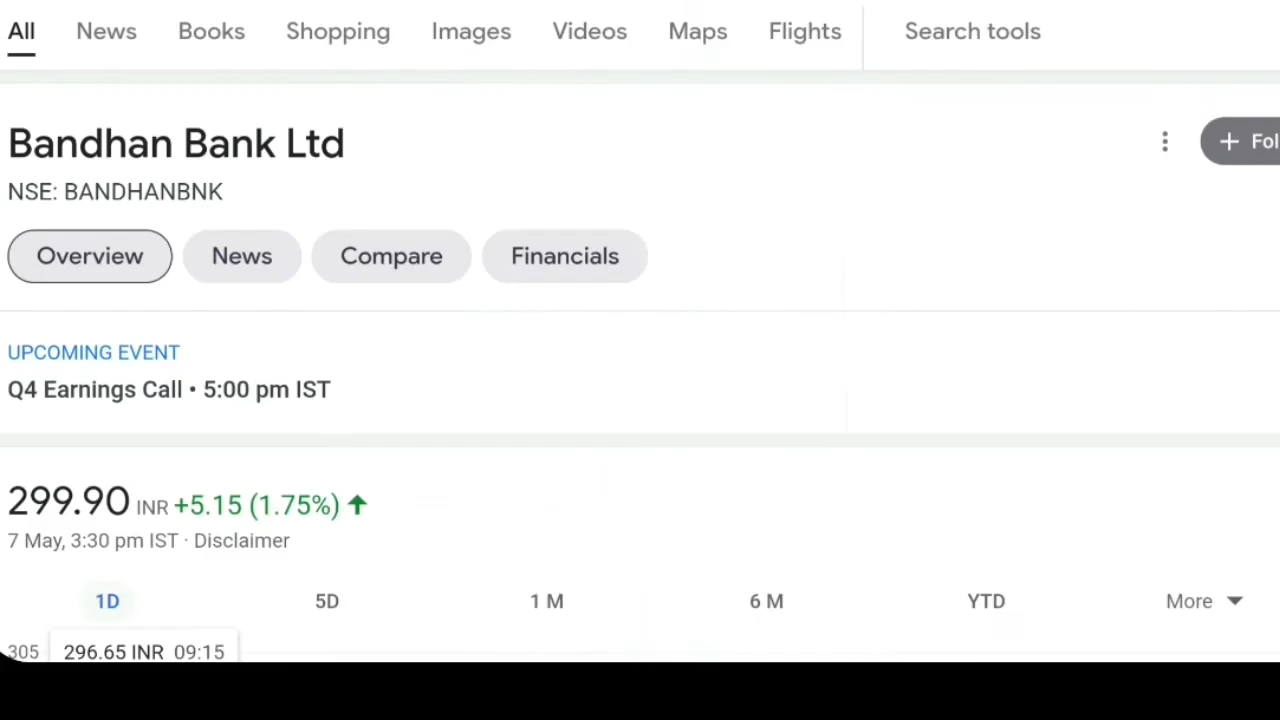 All News Books Shopping Images Videos Maps Flights Search tools
Bandhan Bank Ltd
+ Fol
NSE: BANDHANBNK
Overview News Compare Financials
UPCOMING EVENT
Q4 Earnings Call • 5:00 pm IST
299.90 INR +5.15 (1.75%) ↑
7 May, 3:30 pm IST · Disclaimer
1D 5D 1 M 6 M YTD More
305 296.65 INR 09:15